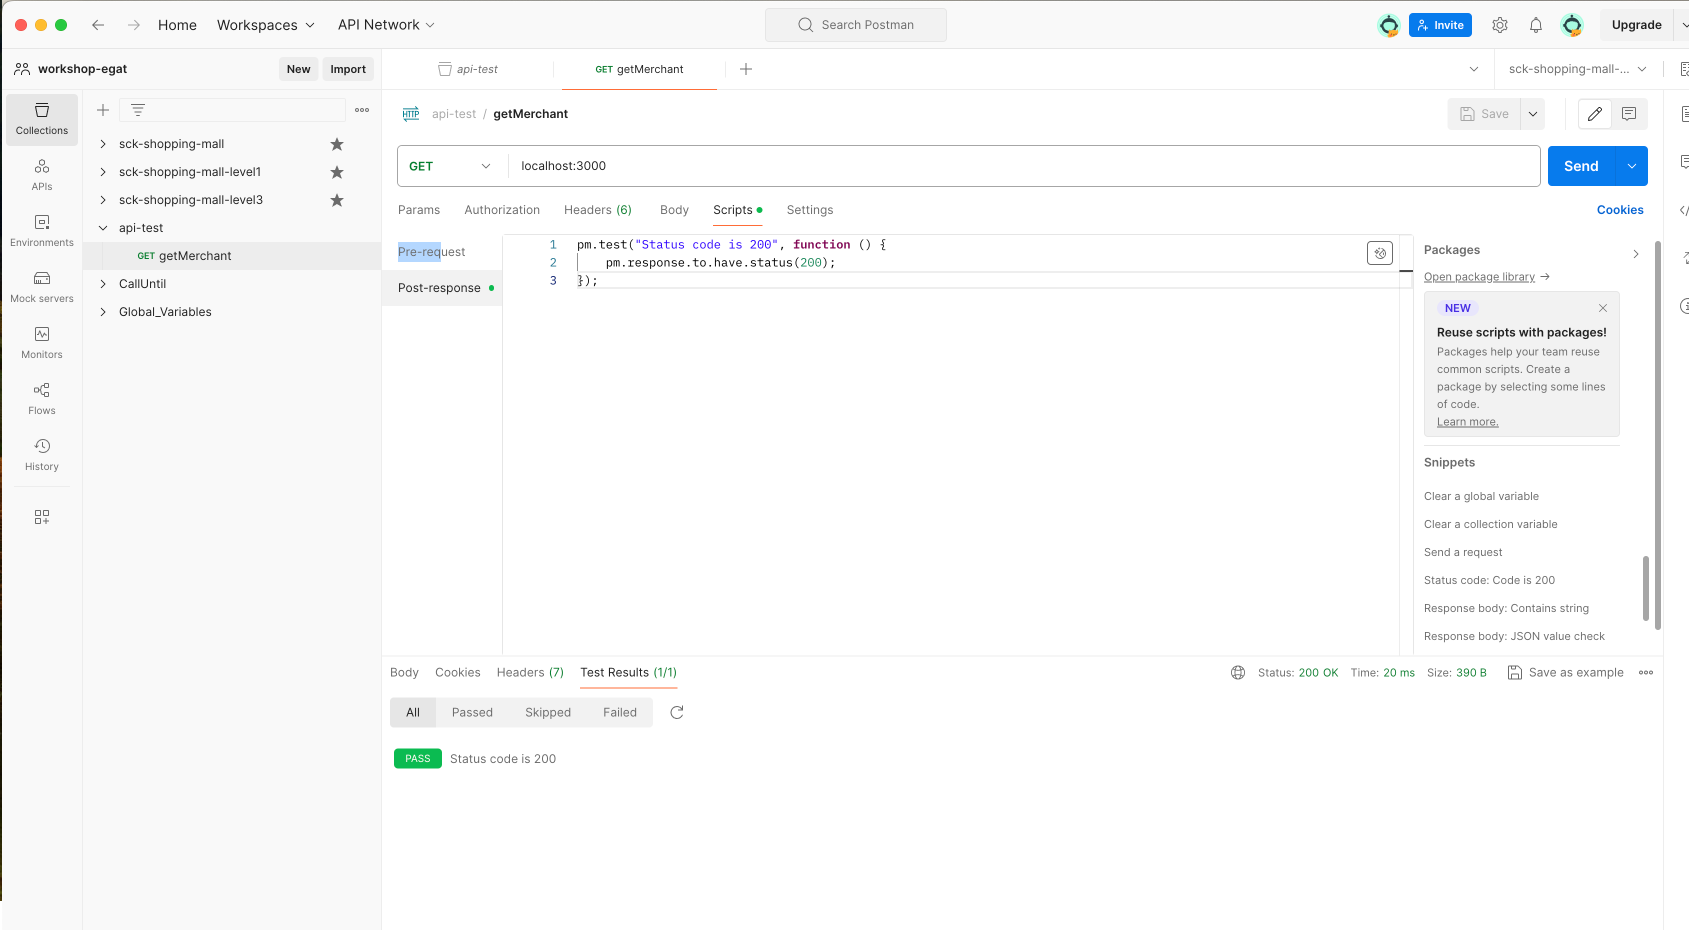 Home
Workspaces
API Network
Search Postman
Invite
Upgrade
workshop-egat
New
Import
api-test
GET getMerchant
sck-shopping-mall-...
Collections
APIs
Environments
Mock servers
Monitors
Flows
History
sck-shopping-mall
sck-shopping-mall-level1
sck-shopping-mall-level3
api-test
GET getMerchant
CallUntil
Global_Variables
HTTP api-test / getMerchant
Save
GET
localhost:3000
Send
Params
Authorization
Headers (6)
Body
Scripts
Settings
Cookies
Pre-request
Post-response
1 pm.test("Status code is 200", function () {
2 pm.response.to.have.status(200);
3 });
Packages
Open package library →
NEW
Reuse scripts with packages!
Packages help your team reuse
common scripts. Create a
package by selecting some lines
of code.
Learn more.
Snippets
Clear a global variable
Clear a collection variable
Send a request
Status code: Code is 200
Response body: Contains string
Response body: JSON value check
Body
Cookies
Headers (7)
Test Results (1/1)
Status: 200 OK
Time: 20 ms
Size: 390 B
Save as example
All
Passed
Skipped
Failed
PASS
Status code is 200